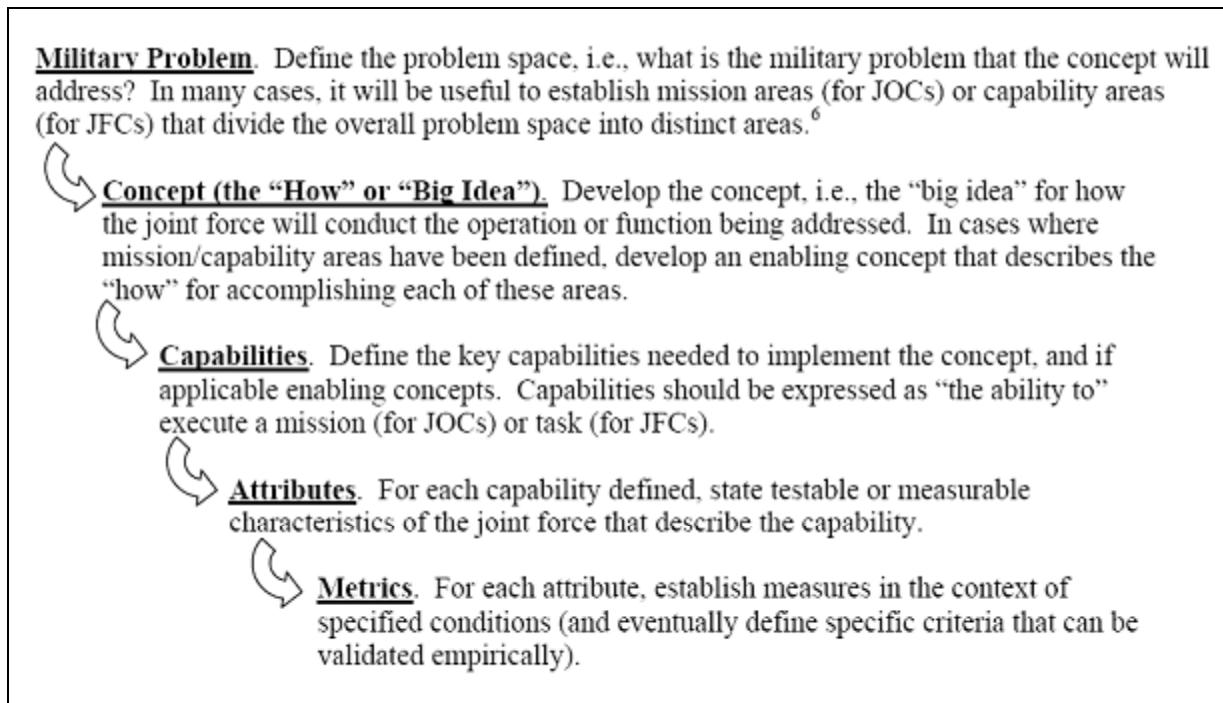 Military Problem.  Define the problem space, i.e., what is the military problem that the concept will
address?  In many cases, it will be useful to establish mission areas (for JOCs) or capability areas
(for JFCs) that divide the overall problem space into distinct areas.6
Concept (the “How” or “Big Idea”).  Develop the concept, i.e., the “big idea” for how
the joint force will conduct the operation or function being addressed.  In cases where
mission/capability areas have been defined, develop an enabling concept that describes the
“how” for accomplishing each of these areas.
Capabilities.  Define the key capabilities needed to implement the concept, and if
applicable enabling concepts.  Capabilities should be expressed as “the ability to”
execute a mission (for JOCs) or task (for JFCs).
Attributes.  For each capability defined, state testable or measurable
characteristics of the joint force that describe the capability.
Metrics.  For each attribute, establish measures in the context of
specified conditions (and eventually define specific criteria that can be
validated empirically).